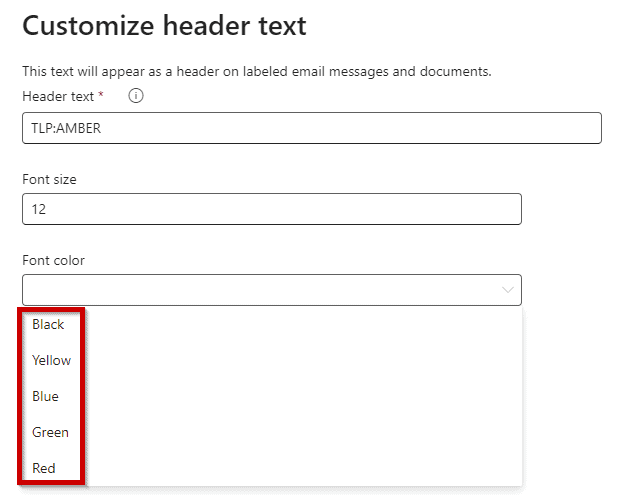 Customize header text
This text will appear as a header on labeled email messages and documents.
Header text *
TLP:AMBER
Font size
12
Font color
Black
Yellow
Blue
Green
Red